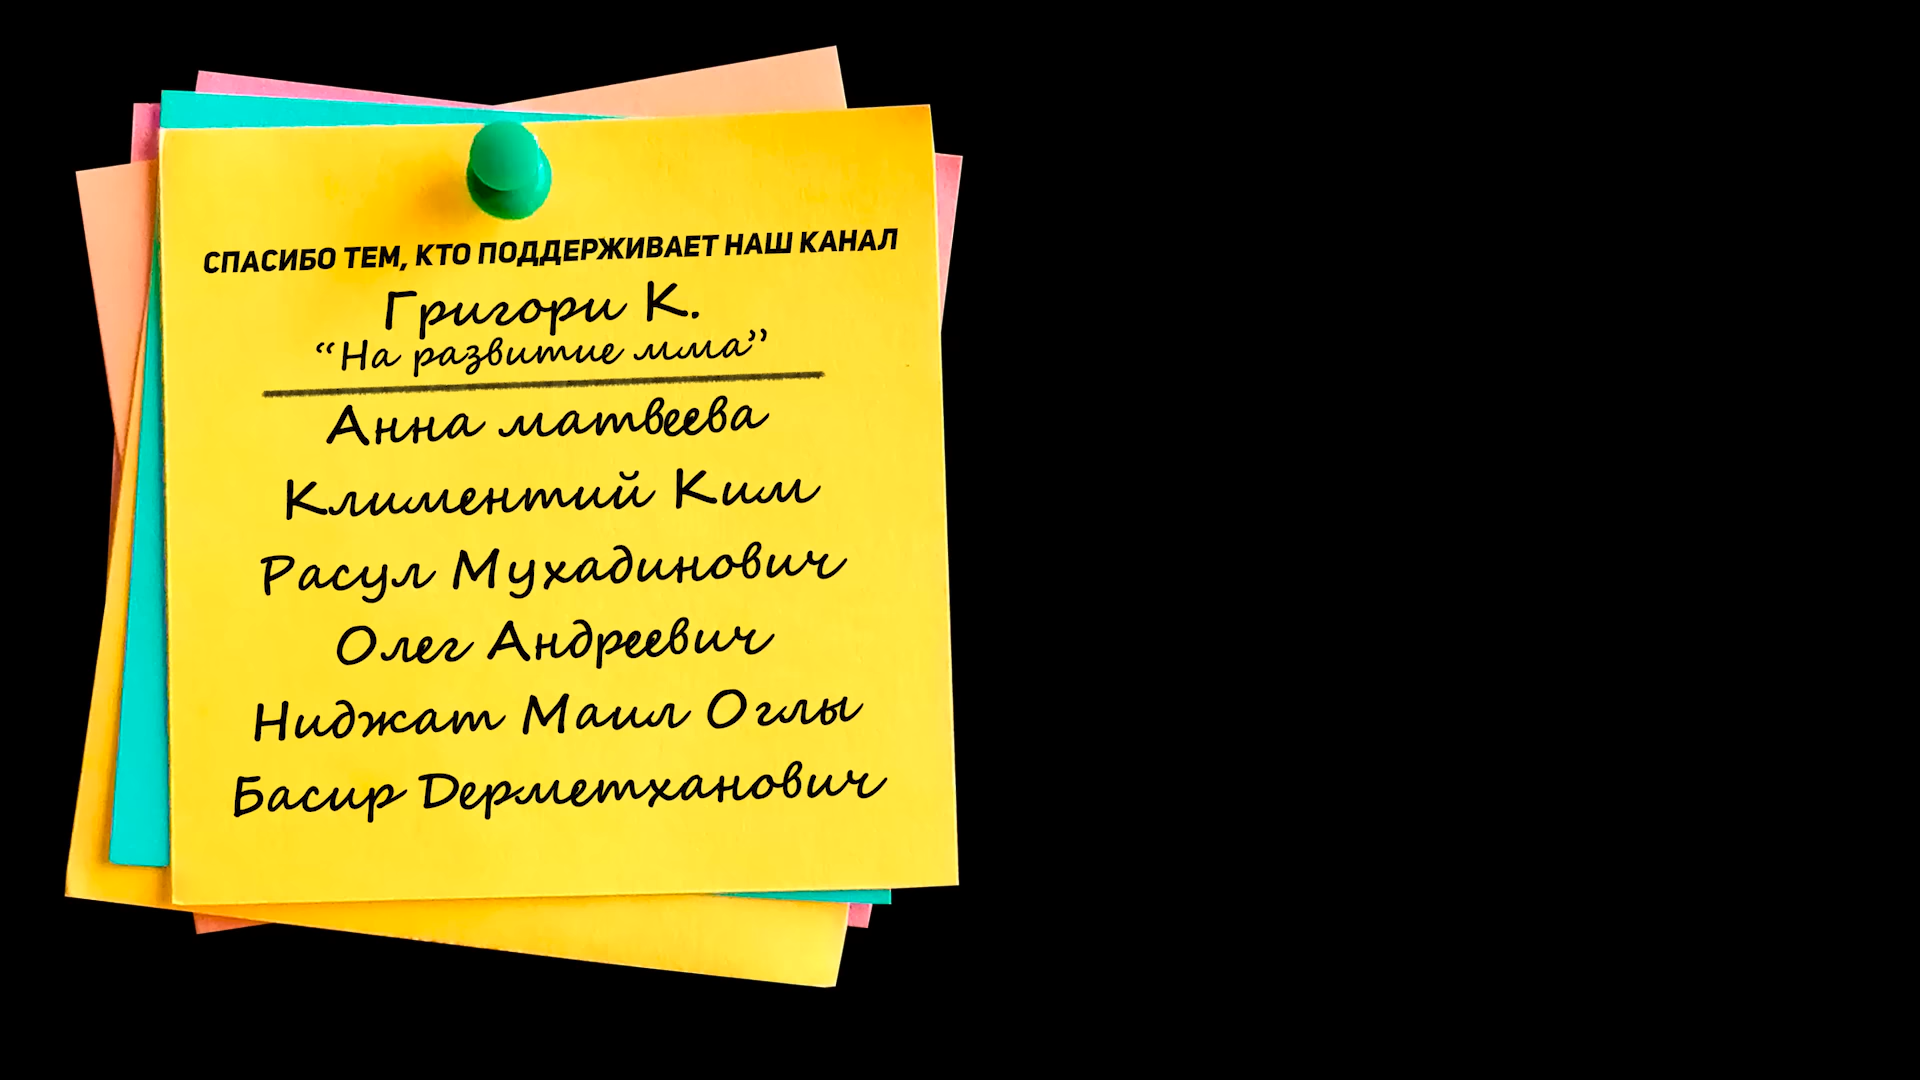 СПАСИБО ТЕМ, КТО ПОДДЕРЖИВАЕТ НАШ КАНАЛ
Григори К.
“На развитие мма”
Анна матвеева
Климентий Ким
Расул Мухадинович
Олег Андреевич
Ниджат Маил Оглы
Басир Дерметханович